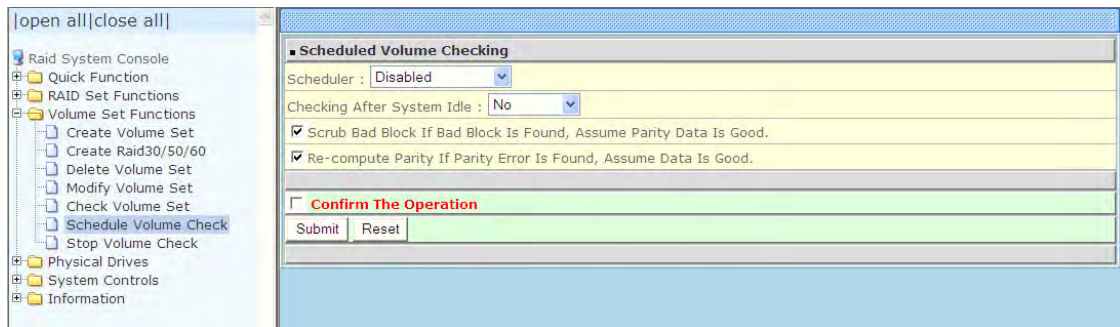 |open all|close all|
Raid System Console
Quick Function
RAID Set Functions
Volume Set Functions
Create Volume Set
Create Raid30/50/60
Delete Volume Set
Modify Volume Set
Check Volume Set
Schedule Volume Check
Stop Volume Check
Physical Drives
System Controls
Information
Scheduled Volume Checking
Scheduler : Disabled
Checking After System Idle : No
Scrub Bad Block If Bad Block Is Found, Assume Parity Data Is Good.
Re-compute Parity If Parity Error Is Found, Assume Data Is Good.
Confirm The Operation
Submit Reset